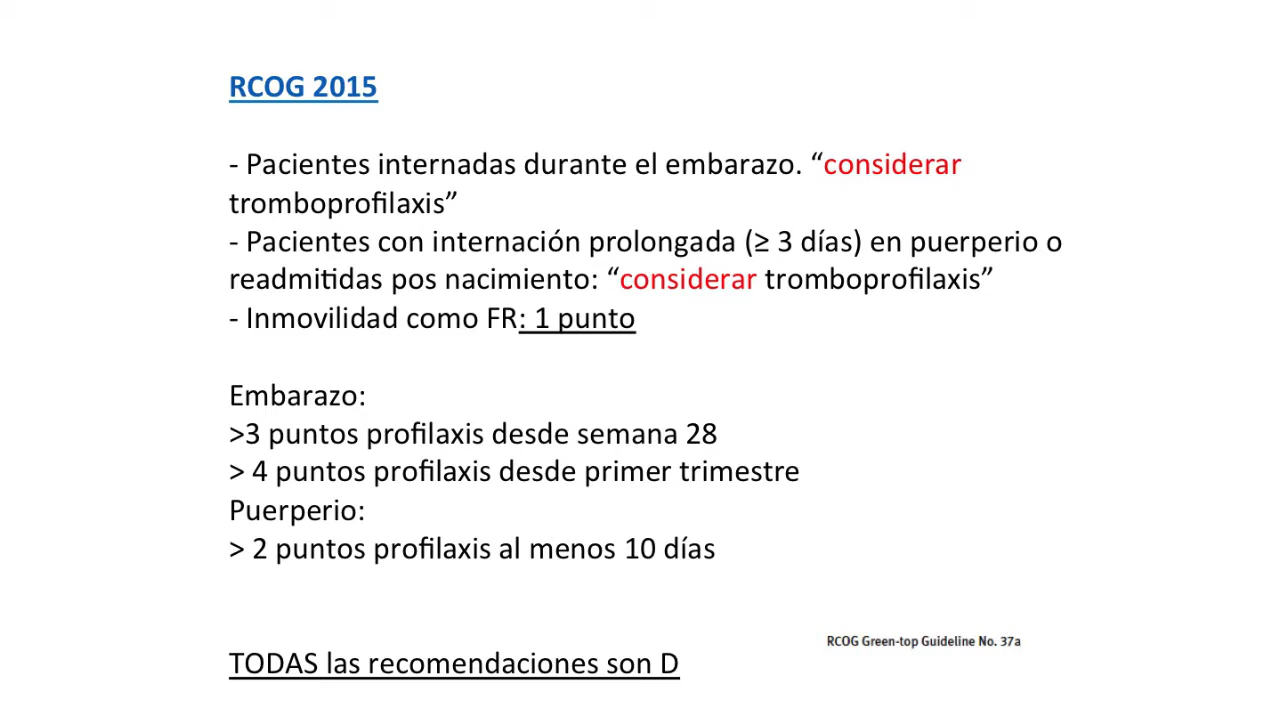 RCOG 2015
- Pacientes internadas durante el embarazo. “considerar
tromboprofilaxis”
- Pacientes con internación prolongada (≥ 3 días) en puerperio o
readmitidas pos nacimiento: “considerar tromboprofilaxis”
- Inmovilidad como FR: 1 punto
Embarazo:
>3 puntos profilaxis desde semana 28
> 4 puntos profilaxis desde primer trimestre
Puerperio:
> 2 puntos profilaxis al menos 10 días
RCOG Green-top Guideline No. 37a
TODAS las recomendaciones son D